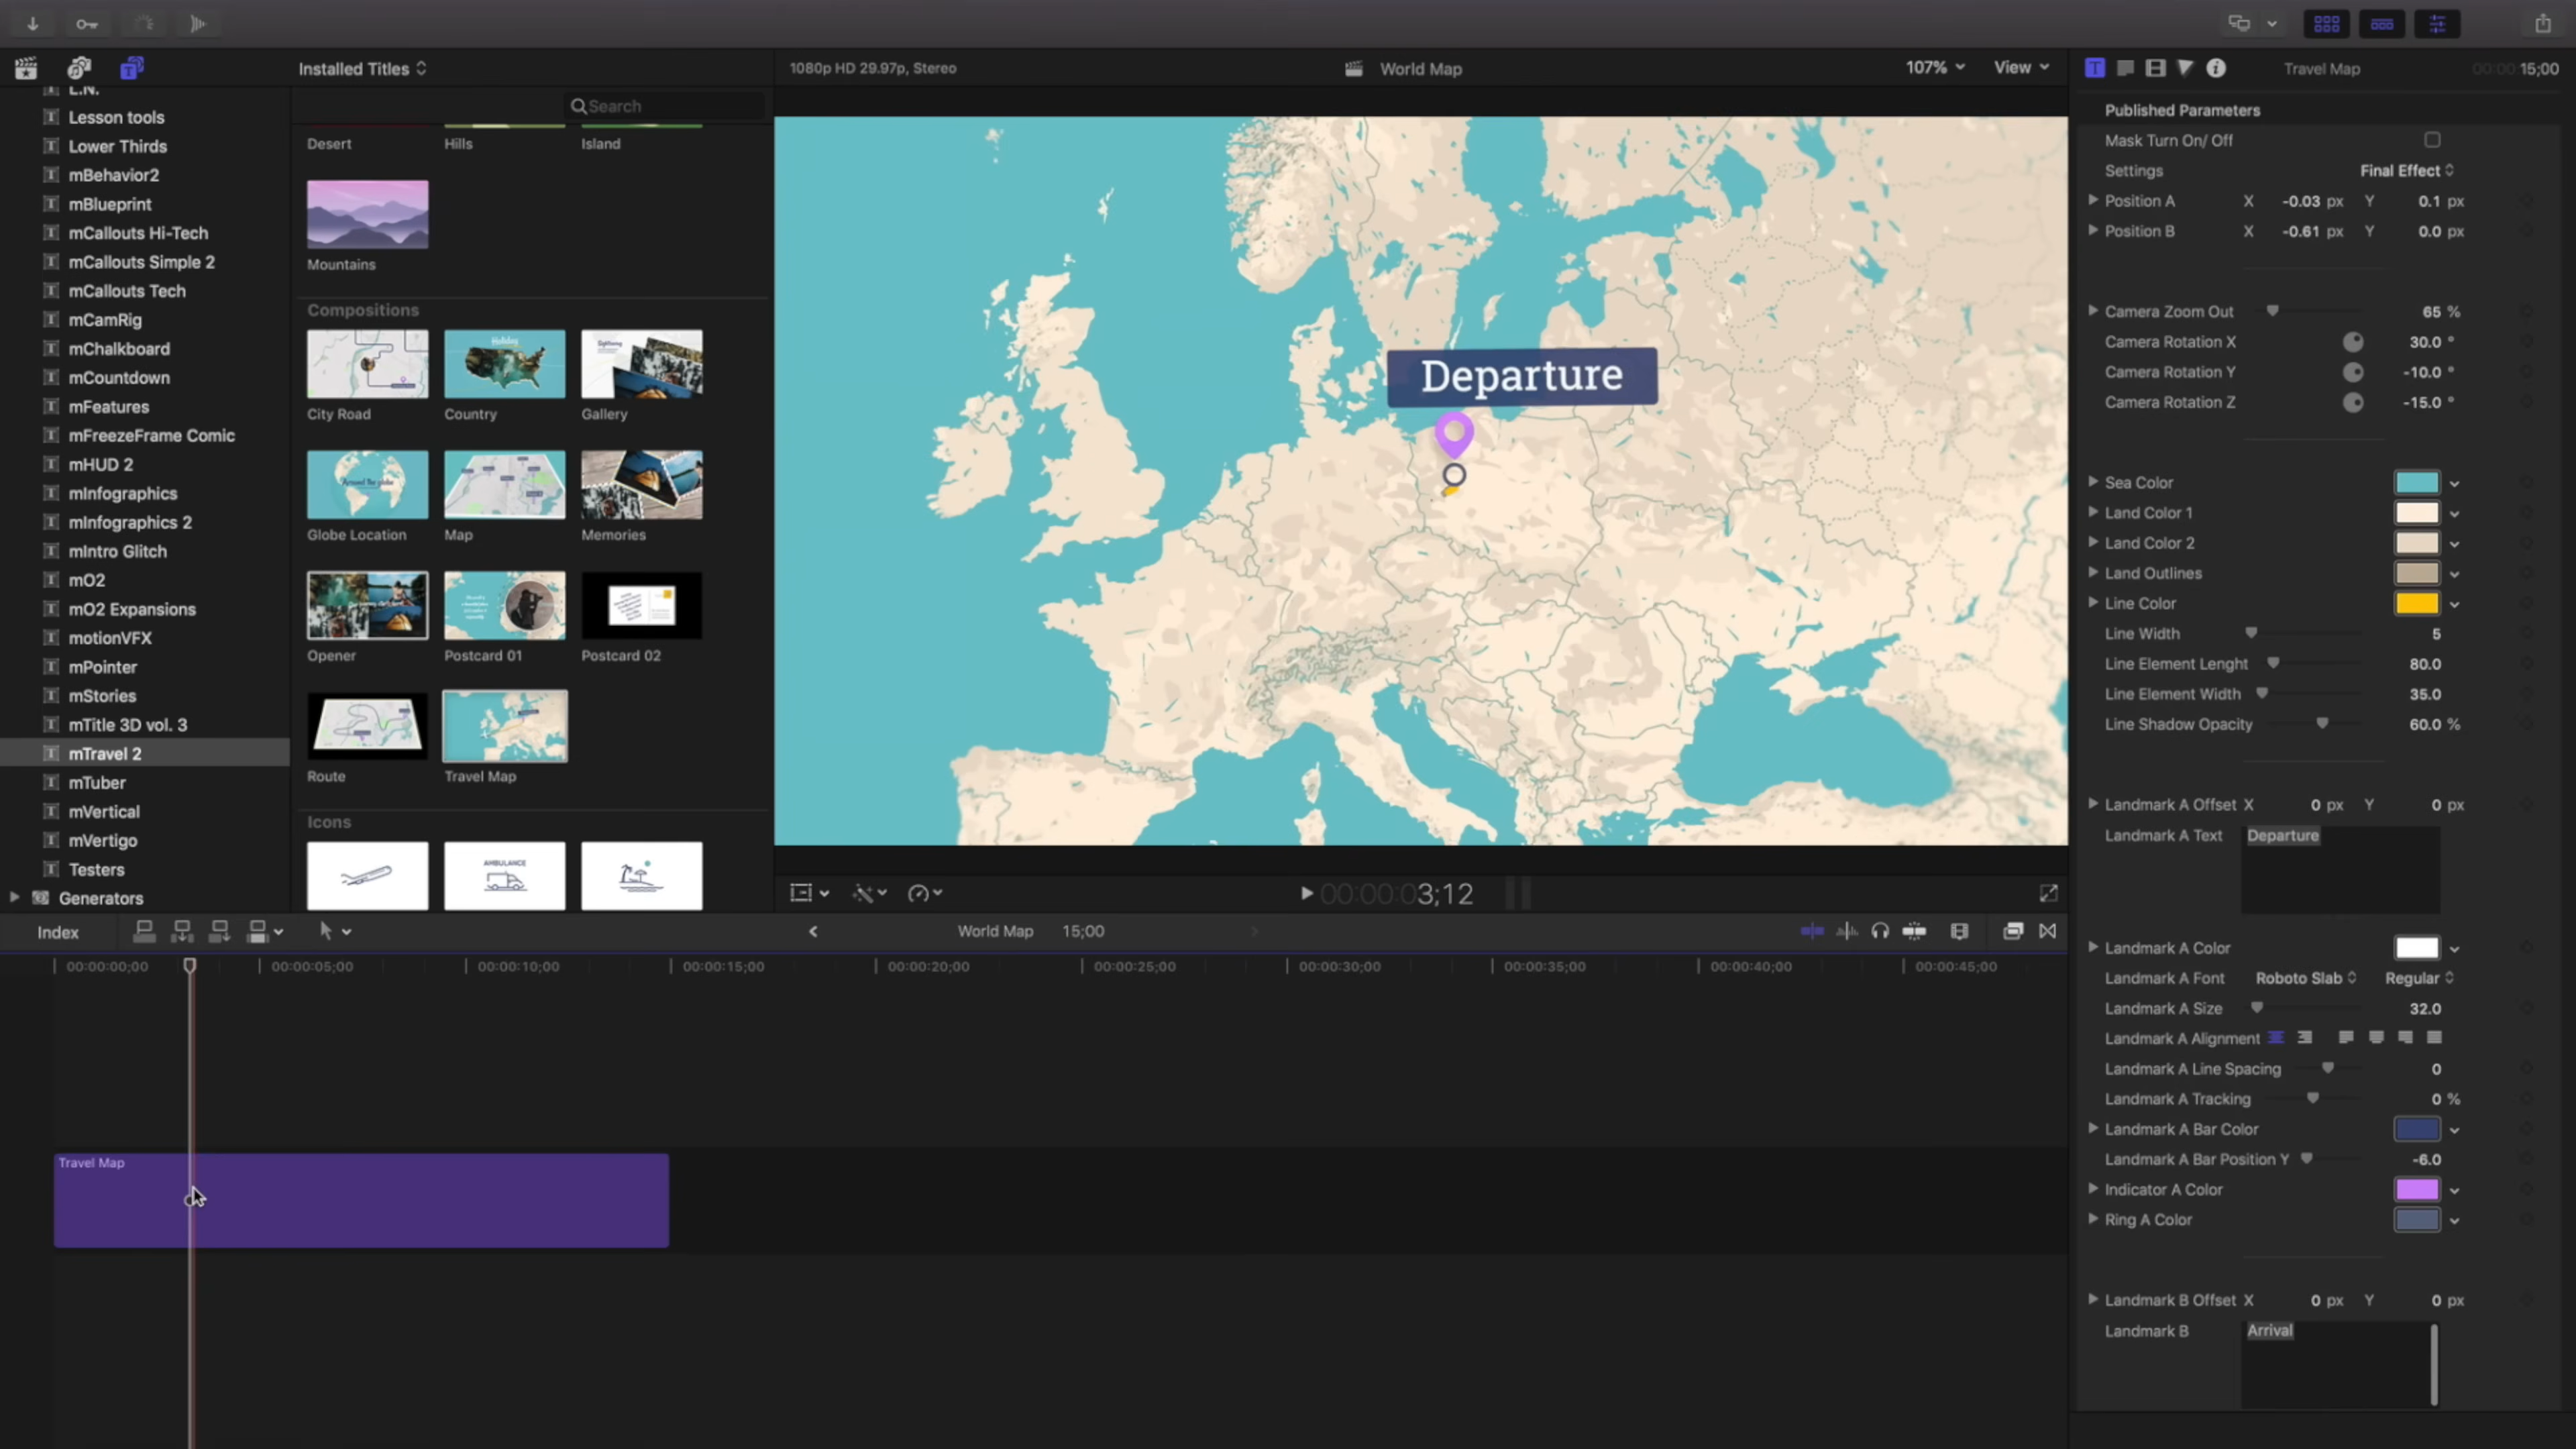 Installed Titles
1080p HD 29.97p, Stereo
World Map
107%
View
Travel Map
00:00:15;00
L.N.
Lesson tools
Lower Thirds
mBehavior2
mBlueprint
mCallouts Hi-Tech
mCallouts Simple 2
mCallouts Tech
mCamRig
mChalkboard
mCountdown
mFeatures
mFreezeFrame Comic
mHUD 2
mInfographics
mInfographics 2
mIntro Glitch
mO2
mO2 Expansions
motionVFX
mPointer
mStories
mTitle 3D vol. 3
mTravel 2
mTuber
mVertical
mVertigo
Testers
Generators
Search
Desert
Hills
Island
Mountains
Compositions
Holiday
City Road
Country
Gallery
Around the globe
Globe Location
Map
Memories
Opener
Postcard 01
Postcard 02
Route
Travel Map
Icons
AMBULANCE
Departure
00:00:03;12
Published Parameters
Mask Turn On/ Off
Settings Final Effect
Position A X -0.03 px Y 0.1 px
Position B X -0.61 px Y 0.0 px
Camera Zoom Out 65 %
Camera Rotation X 30.0 °
Camera Rotation Y -10.0 °
Camera Rotation Z -15.0 °
Sea Color
Land Color 1
Land Color 2
Land Outlines
Line Color
Line Width 5
Line Element Lenght 80.0
Line Element Width 35.0
Line Shadow Opacity 60.0 %
Landmark A Offset X 0 px Y 0 px
Landmark A Text Departure
Landmark A Color
Landmark A Font Roboto Slab Regular
Landmark A Size 32.0
Landmark A Alignment
Landmark A Line Spacing 0
Landmark A Tracking 0 %
Landmark A Bar Color
Landmark A Bar Position Y -6.0
Indicator A Color
Ring A Color
Landmark B Offset X 0 px Y 0 px
Landmark B Arrival
Index
World Map 15;00
00:00:00;00
00:00:05;00
00:00:10;00
00:00:15;00
00:00:20;00
00:00:25;00
00:00:30;00
00:00:35;00
00:00:40;00
00:00:45;00
Travel Map